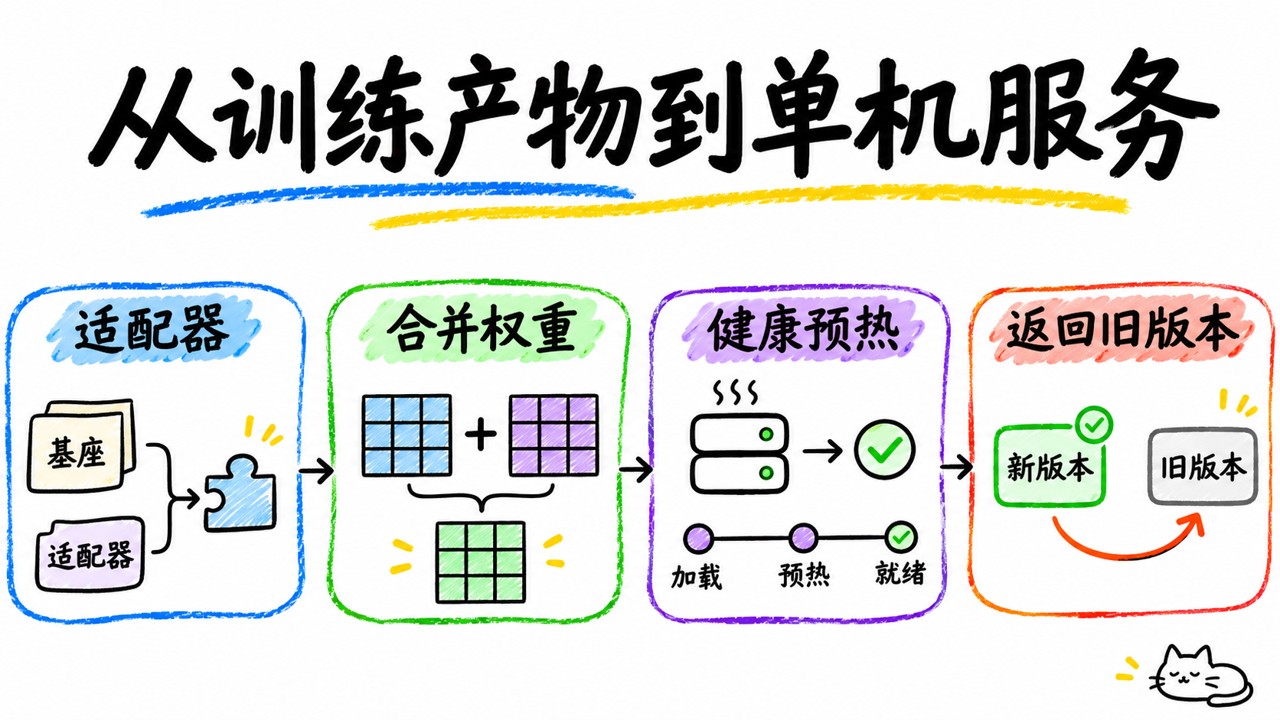 从训练产物到单机服务
适配器
基座
适配器
合并权重
健康预热
加载
预热
就绪
返回旧版本
新版本
旧版本